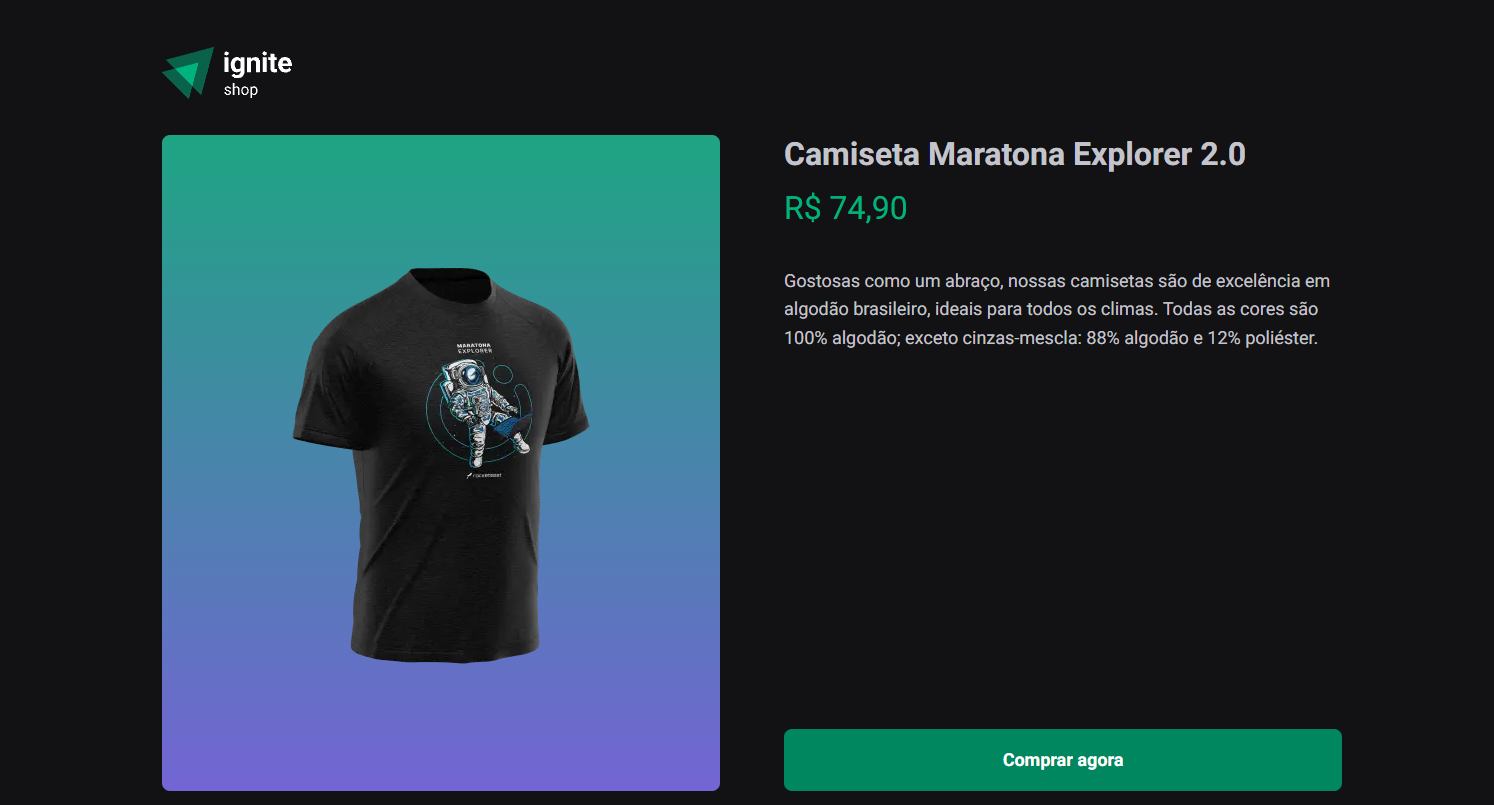 ignite
shop
Camiseta Maratona Explorer 2.0
R$ 74,90
Gostosas como um abraço, nossas camisetas são de excelência em
algodão brasileiro, ideais para todos os climas. Todas as cores são
100% algodão; exceto cinzas-mescla: 88% algodão e 12% poliéster.
MARATONA
EXPLORER
rocketseat
Comprar agora